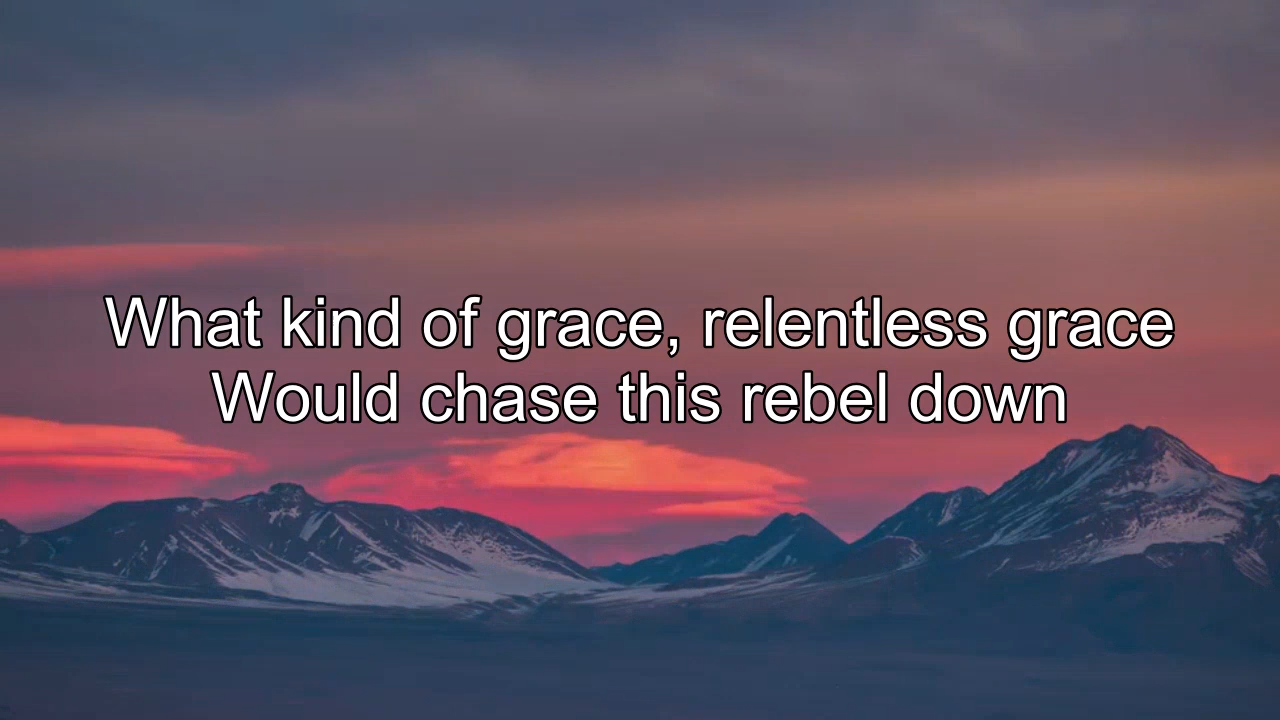 What kind of grace, relentless grace
Would chase this rebel down